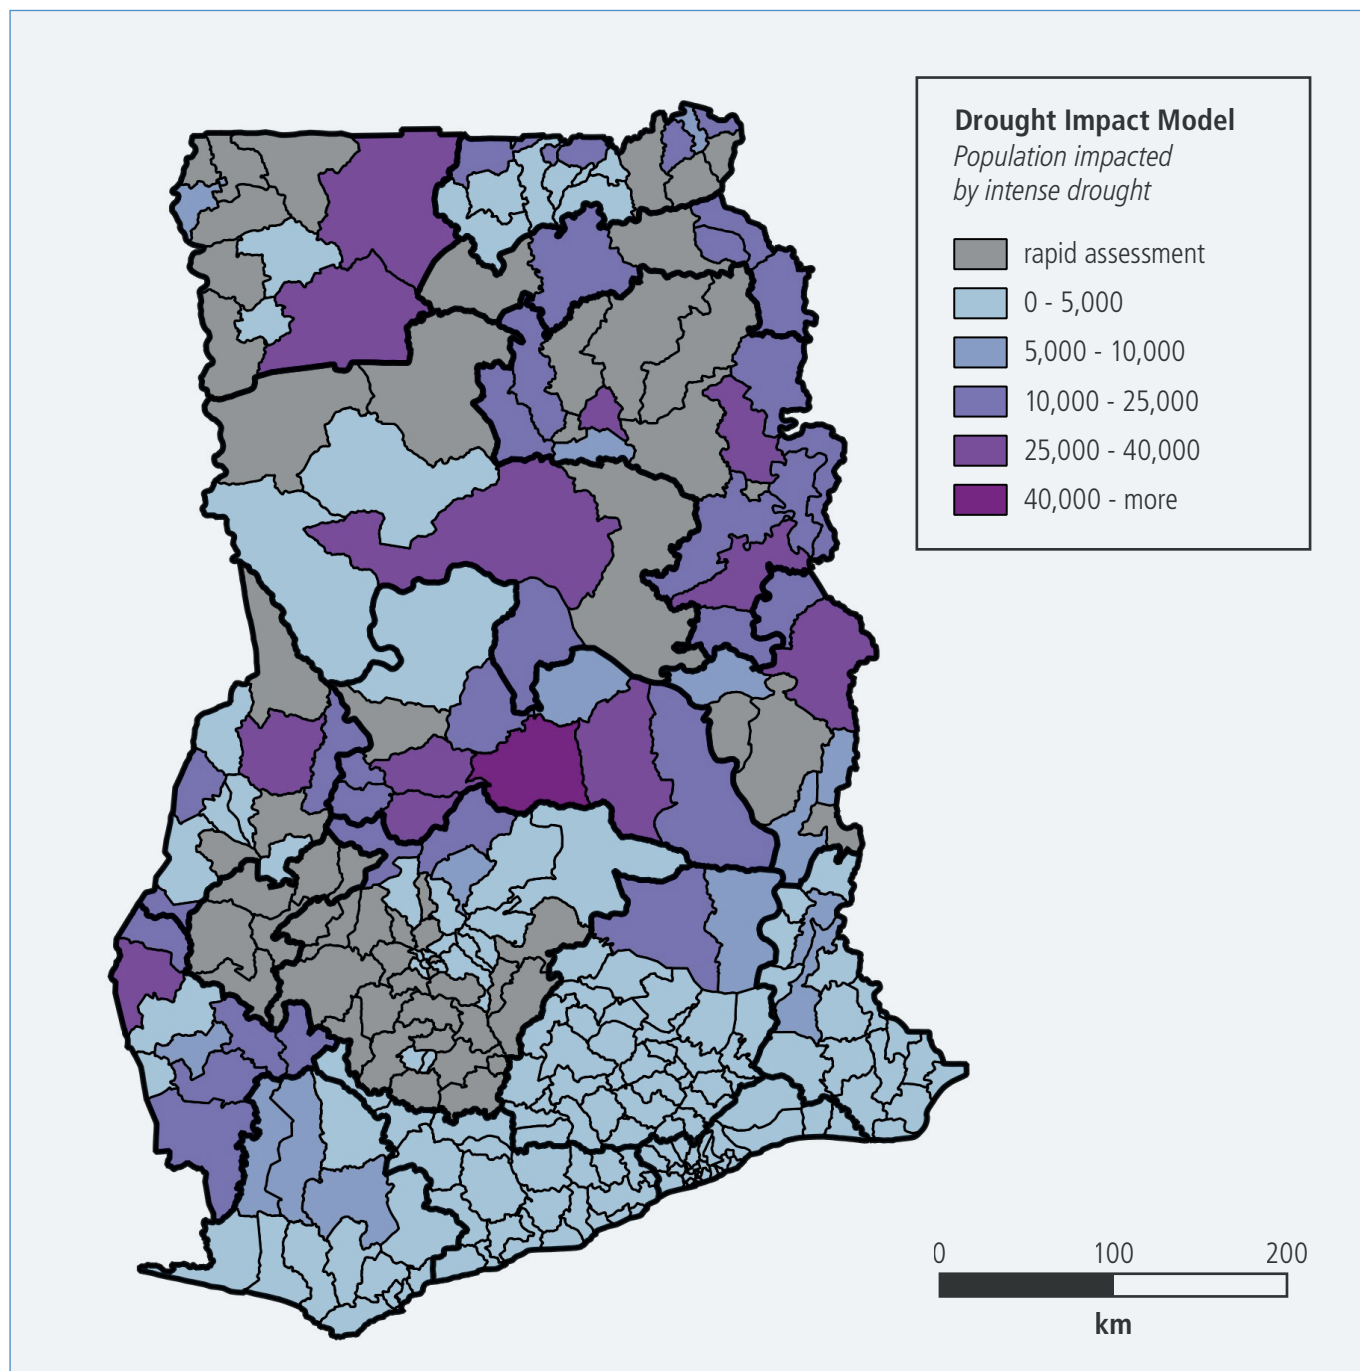 Drought Impact Model
Population impacted
by intense drought
rapid assessment
0 - 5,000
5,000 - 10,000
10,000 - 25,000
25,000 - 40,000
40,000 - more
0 100 200
km